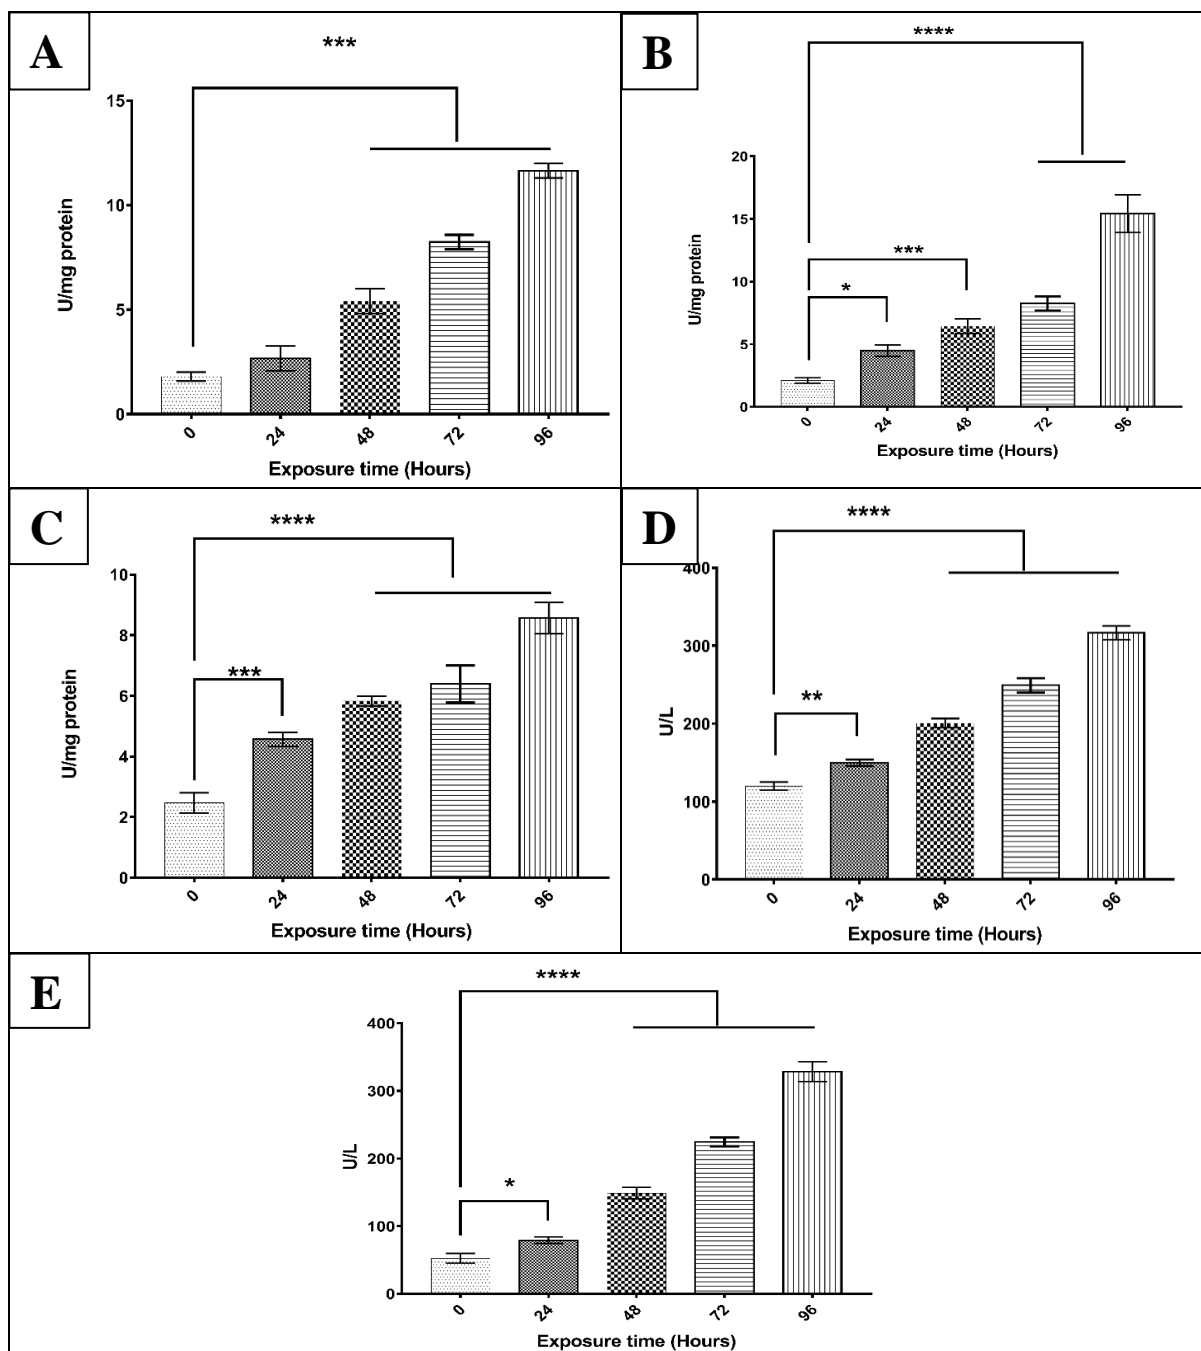 A
***
15
10
5
0
U/mg protein
0 24 48 72 96
Exposure time (Hours)
B
****
***
*
20
15
10
5
0
U/mg protein
0 24 48 72 96
Exposure time (Hours)
C
****
***
10
8
6
4
2
0
U/mg protein
0 24 48 72 96
Exposure time (Hours)
D
****
**
400
300
200
100
0
U/L
0 24 48 72 96
Exposure time (Hours)
E
****
*
400
300
200
100
0
U/L
0 24 48 72 96
Exposure time (Hours)